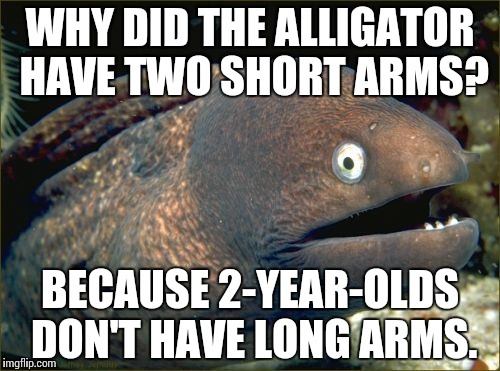 WHY DID THE ALLIGATOR
HAVE TWO SHORT ARMS?
BECAUSE 2-YEAR-OLDS
DON'T HAVE LONG ARMS.
imgflip.com